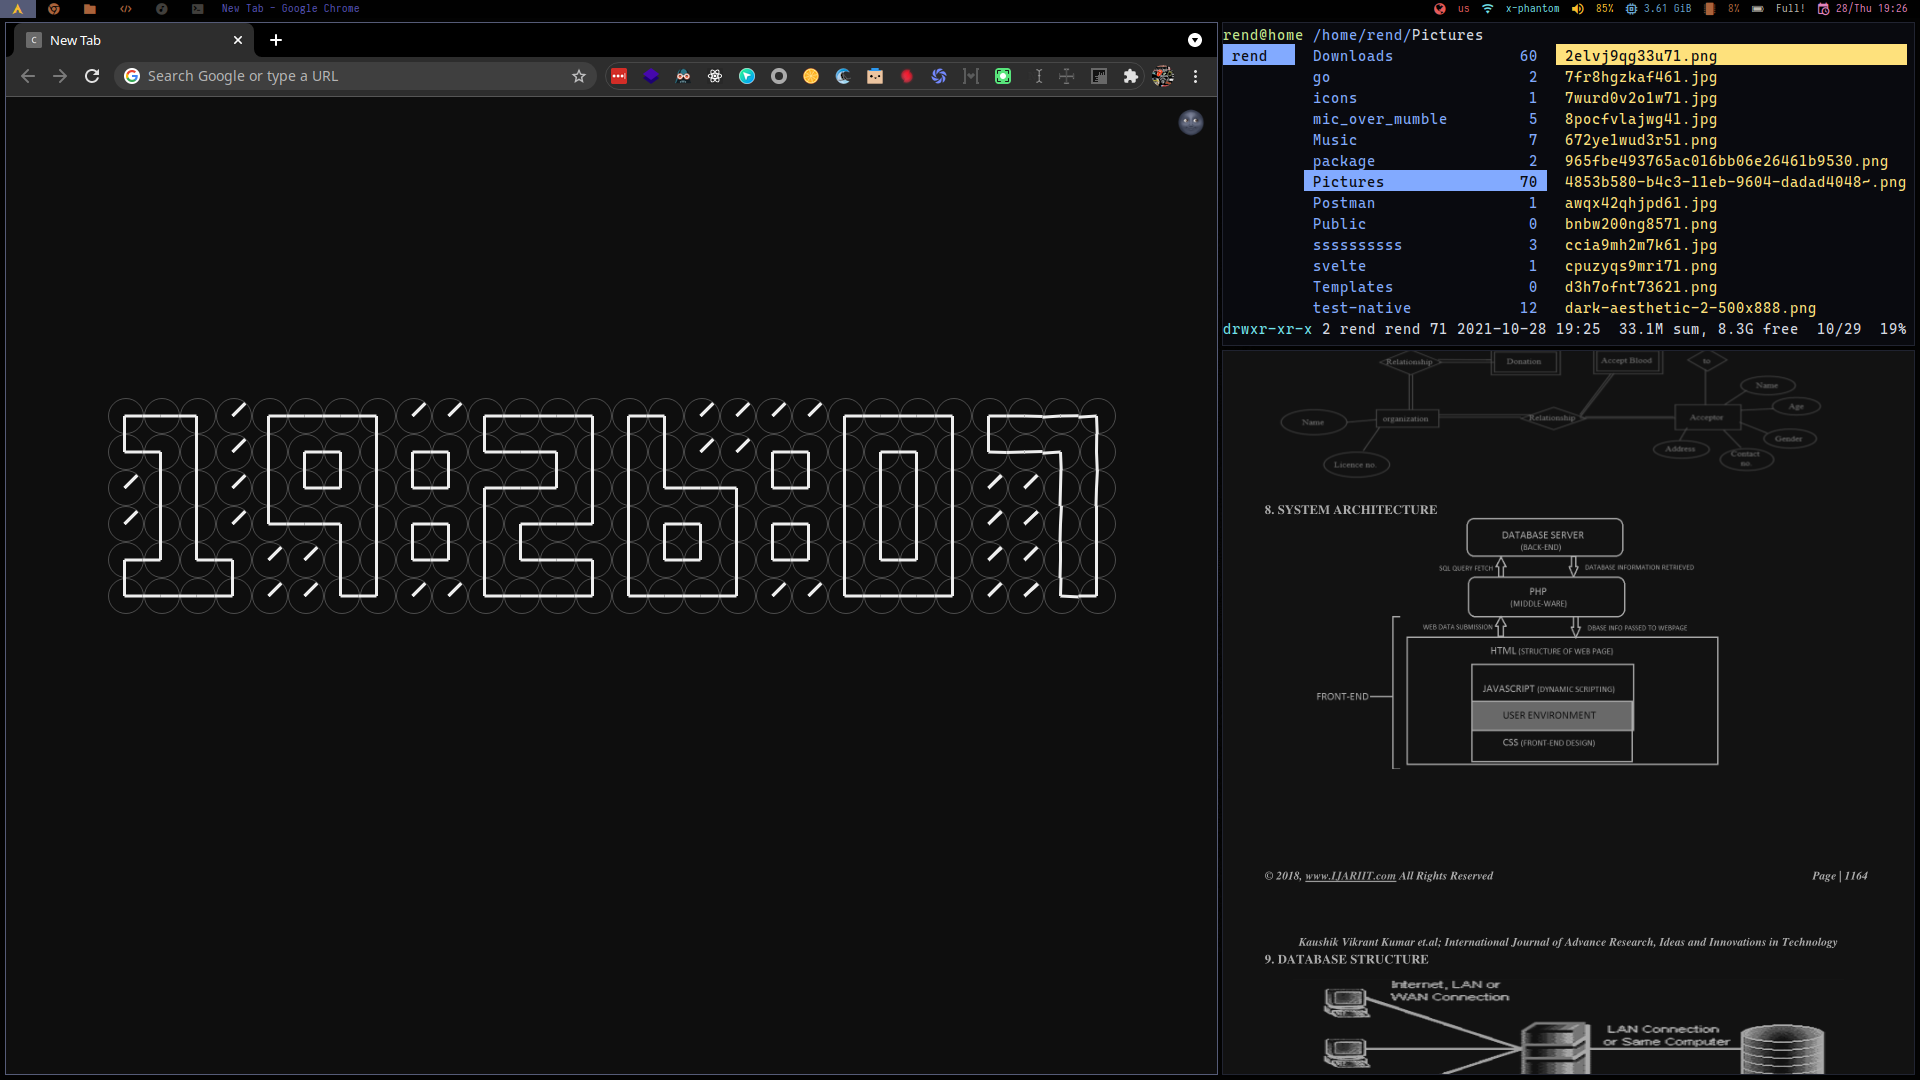 New Tab - Google Chrome
us x-phantom 85% 3.61 GiB 8% Full! 28/Thu 19:26
C New Tab
Search Google or type a URL
19:26:01
rend@home /home/rend/Pictures
rend
Downloads 60
go 2
icons 1
mic_over_mumble 5
Music 7
package 2
Pictures 70
Postman 1
Public 0
ssssssssss 3
svelte 1
Templates 0
test-native 12
2elvj9qg33u71.png
7fr8hgzkaf461.jpg
7wurd0v2o1w71.jpg
8pocfvlajwg41.jpg
672ye1wud3r51.png
965fbe493765ac016bb06e26461b9530.png
4853b580-b4c3-11eb-9604-dadad4048~.png
awqx42qhjpd61.jpg
bnbw200ng8571.png
ccia9mh2m7k61.jpg
cpuzyqs9mri71.png
d3h7ofnt73621.png
dark-aesthetic-2-500x888.png
drwxr-xr-x 2 rend rend 71 2021-10-28 19:25 33.1M sum, 8.3G free 10/29 19%
Relationship Donation Accept Blood to
Name
Age
Name organization Relationship Acceptor
Gender
Address Contact no.
Licence no.
8. SYSTEM ARCHITECTURE
DATABASE SERVER
(BACK-END)
SQL QUERY FETCH DATABASE INFORMATION RETRIEVED
PHP
(MIDDLE-WARE)
WEB DATA SUBMISSION DBASE INFO PASSED TO WEBPAGE
HTML (STRUCTURE OF WEB PAGE)
JAVASCRIPT (DYNAMIC SCRIPTING)
FRONT-END
USER ENVIRONMENT
CSS (FRONT-END DESIGN)
© 2018, www.IJARIIT.com All Rights Reserved Page | 1164
Kaushik Vikrant Kumar et.al; International Journal of Advance Research, Ideas and Innovations in Technology
9. DATABASE STRUCTURE
Internet, LAN or
WAN Connection
LAN Connection
or Same Computer